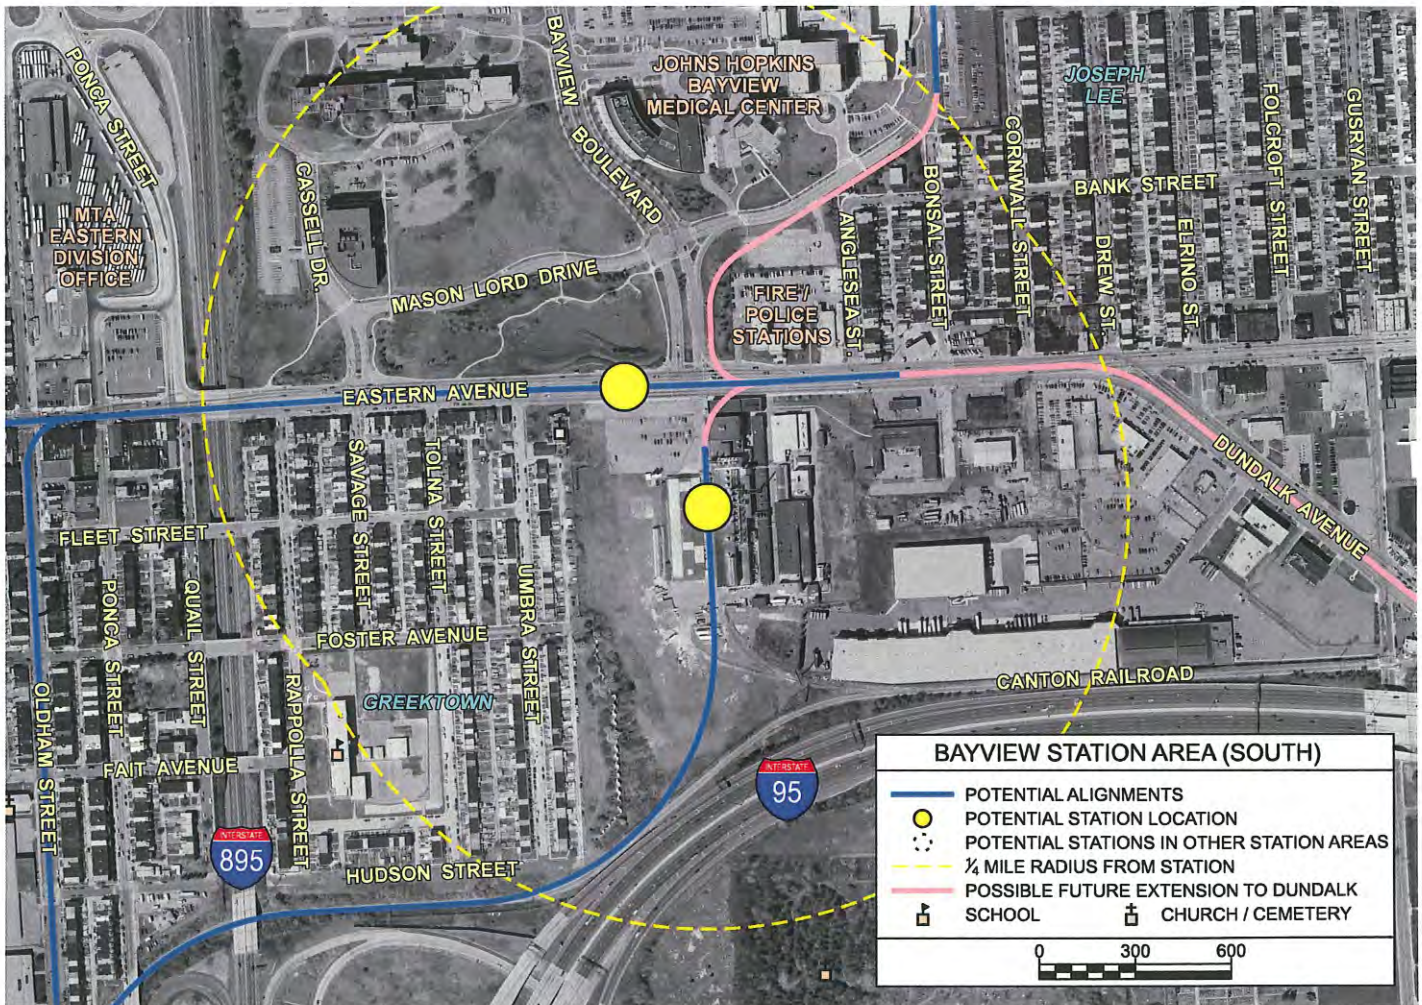 PONCA STREET
BAYVIEW
BOULEVARD
JOHNS HOPKINS
BAYVIEW
MEDICAL CENTER
JOSEPH
LEE
FOLCROFT STREET
GUSRYAN STREET
CORNWALL STREET
BANK STREET
BONSAL STREET
ANGLESEA ST.
DREW ST.
ELRINO ST.
CASSELL DR.
MTA
EASTERN
DIVISION
OFFICE
MASON LORD DRIVE
FIRE /
POLICE
STATIONS
EASTERN AVENUE
SAVAGE STREET
TOLNA STREET
DUNDALK AVENUE
FLEET STREET
UMBRA STREET
PONCA STREET
QUAIL STREET
FOSTER AVENUE
OLDHAM STREET
RAPPOLLA STREET
GREEKTOWN
CANTON RAILROAD
FAIT AVENUE
HUDSON STREET
INTERSTATE
95
INTERSTATE
895
BAYVIEW STATION AREA (SOUTH)
POTENTIAL ALIGNMENTS
POTENTIAL STATION LOCATION
POTENTIAL STATIONS IN OTHER STATION AREAS
¼ MILE RADIUS FROM STATION
POSSIBLE FUTURE EXTENSION TO DUNDALK
SCHOOL CHURCH / CEMETERY
0 300 600